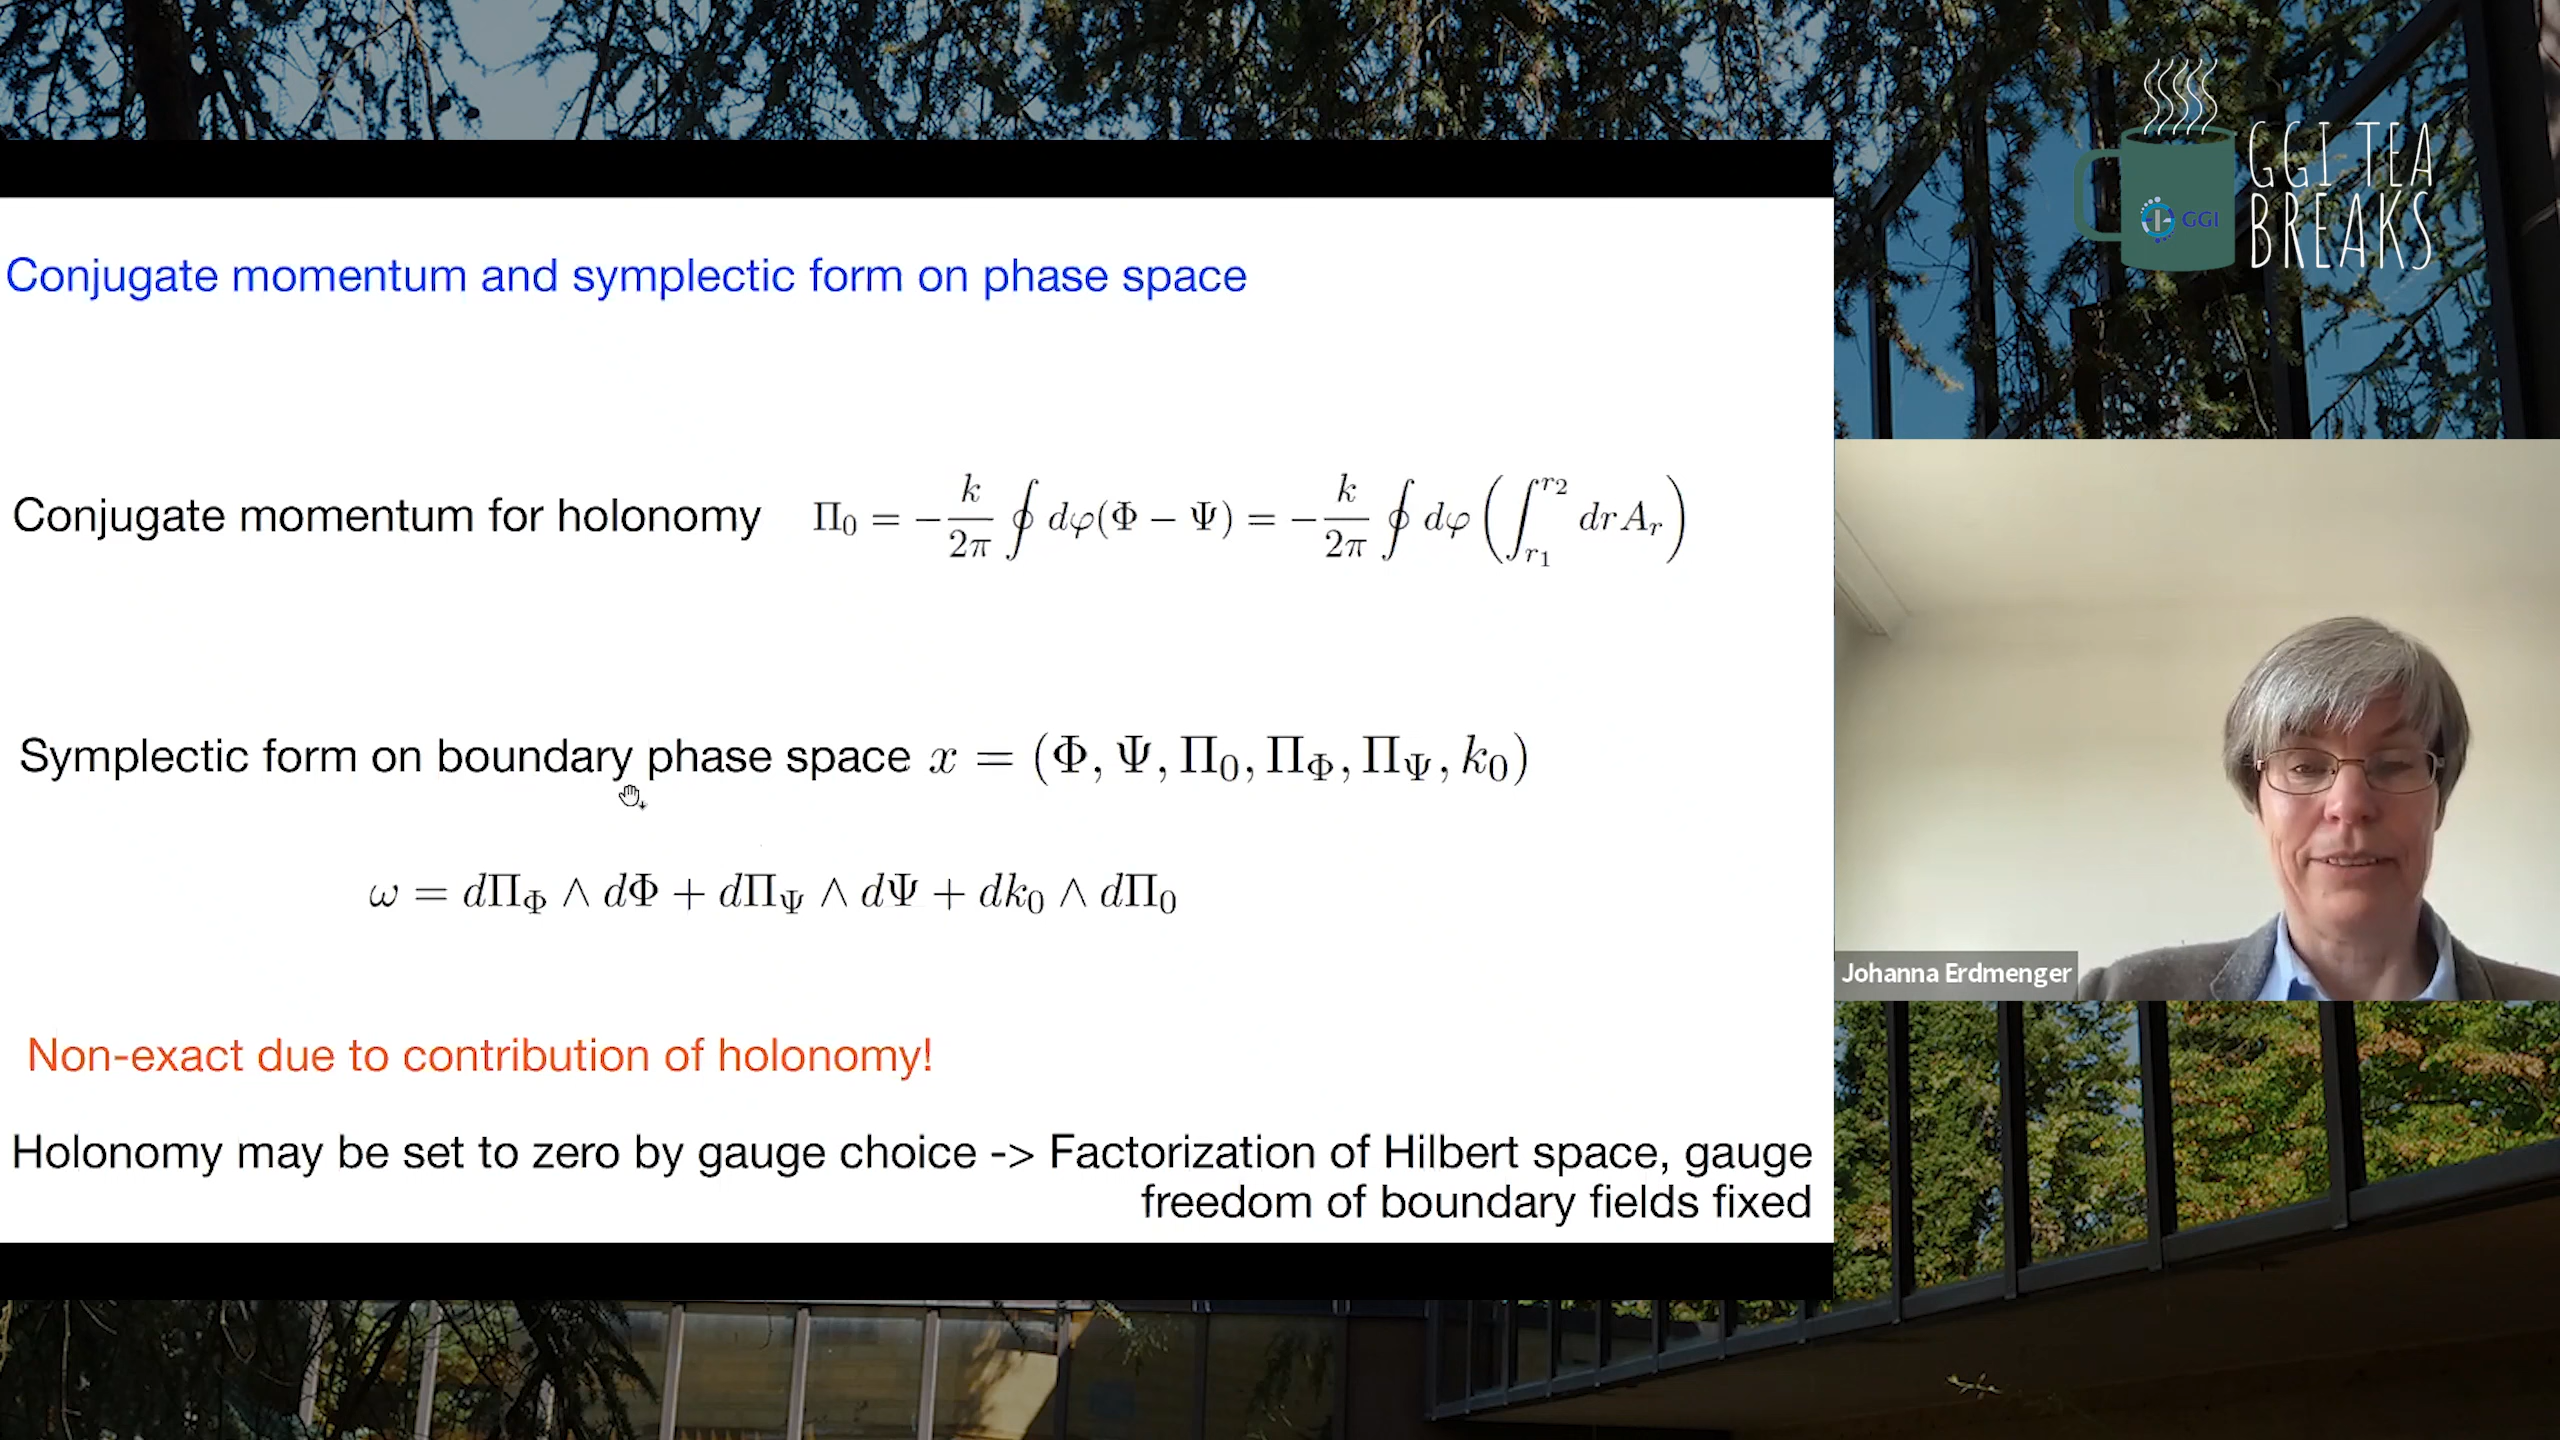 GGI TEA
BREAKS
GGI
Conjugate momentum and symplectic form on phase space
Conjugate momentum for holonomy Π₀ = −k/2π ∮ dφ(Φ − Ψ) = −k/2π ∮ dφ (∫_{r₁}^{r₂} dr A_r)
Symplectic form on boundary phase space x = (Φ, Ψ, Π₀, Π_Φ, Π_Ψ, k₀)
ω = dΠ_Φ ∧ dΦ + dΠ_Ψ ∧ dΨ + dk₀ ∧ dΠ₀
Non-exact due to contribution of holonomy!
Holonomy may be set to zero by gauge choice -> Factorization of Hilbert space, gauge
freedom of boundary fields fixed
Johanna Erdmenger